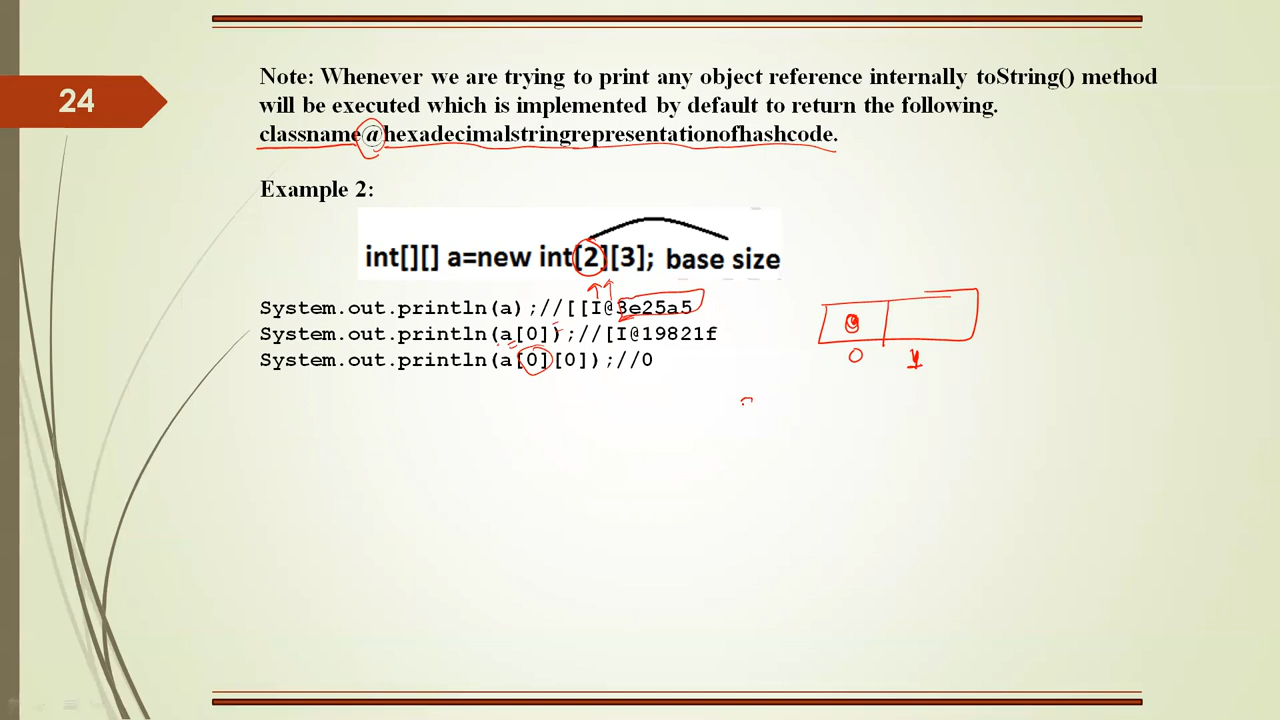 24
Note: Whenever we are trying to print any object reference internally toString() method
will be executed which is implemented by default to return the following.
classname@hexadecimalstringrepresentationofhashcode.
Example 2:
int[][] a=new int[2][3]; base size
System.out.println(a);//[[I@3e25a5
System.out.println(a[0]);//[I@19821f
System.out.println(a[0][0]);//0
0 1